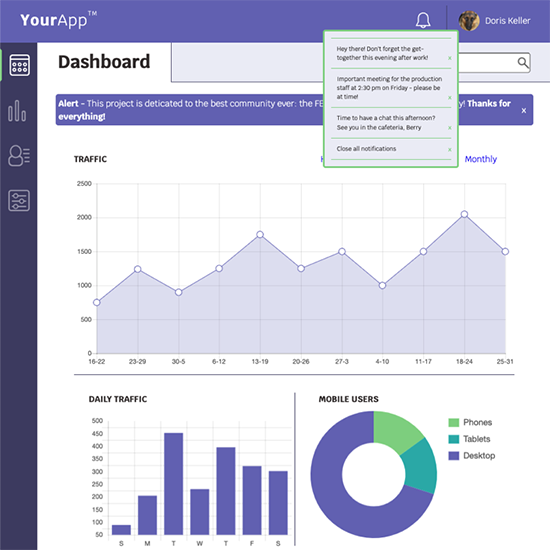 YourApp™
Doris Keller
Dashboard
Hey there! Don't forget the get-
together this evening after work!
x
Important meeting for the production
staff at 2:30 pm on Friday - please be
at time!
x
Time to have a chat this afternoon?
See you in the cafeteria, Berry
x
Close all notifications
x
Alert - This project is deticated to the best community ever: the
Thanks for
everything!
x
TRAFFIC
Monthly
2500
2000
1500
1000
500
0
16-22
23-29
30-5
6-12
13-19
20-26
27-3
4-10
11-17
18-24
25-31
DAILY TRAFFIC
500
450
400
350
300
250
200
150
100
50
S
M
T
W
T
F
S
MOBILE USERS
Phones
Tablets
Desktop